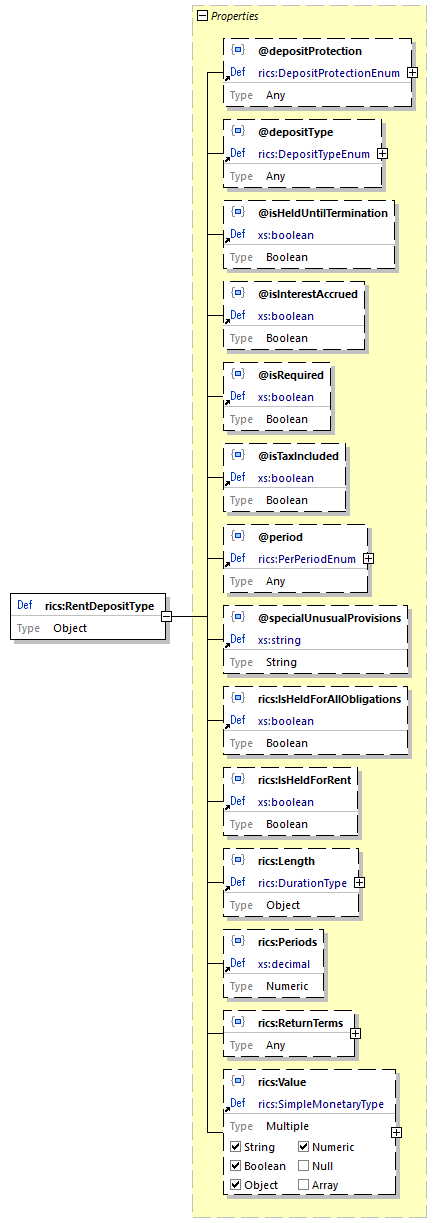 Properties
@depositProtection
Def rics:DepositProtectionEnum
Type Any
@depositType
Def rics:DepositTypeEnum
Type Any
@isHeldUntilTermination
Def xs:boolean
Type Boolean
@isInterestAccrued
Def xs:boolean
Type Boolean
@isRequired
Def xs:boolean
Type Boolean
@isTaxIncluded
Def xs:boolean
Type Boolean
@period
Def rics:PerPeriodEnum
Type Any
Def rics:RentDepositType
Type Object
@specialUnusualProvisions
Def xs:string
Type String
rics:IsHeldForAllObligations
Def xs:boolean
Type Boolean
rics:IsHeldForRent
Def xs:boolean
Type Boolean
rics:Length
Def rics:DurationType
Type Object
rics:Periods
Def xs:decimal
Type Numeric
rics:ReturnTerms
Type Any
rics:Value
Def rics:SimpleMonetaryType
Type Multiple
String Numeric
Boolean Null
Object Array